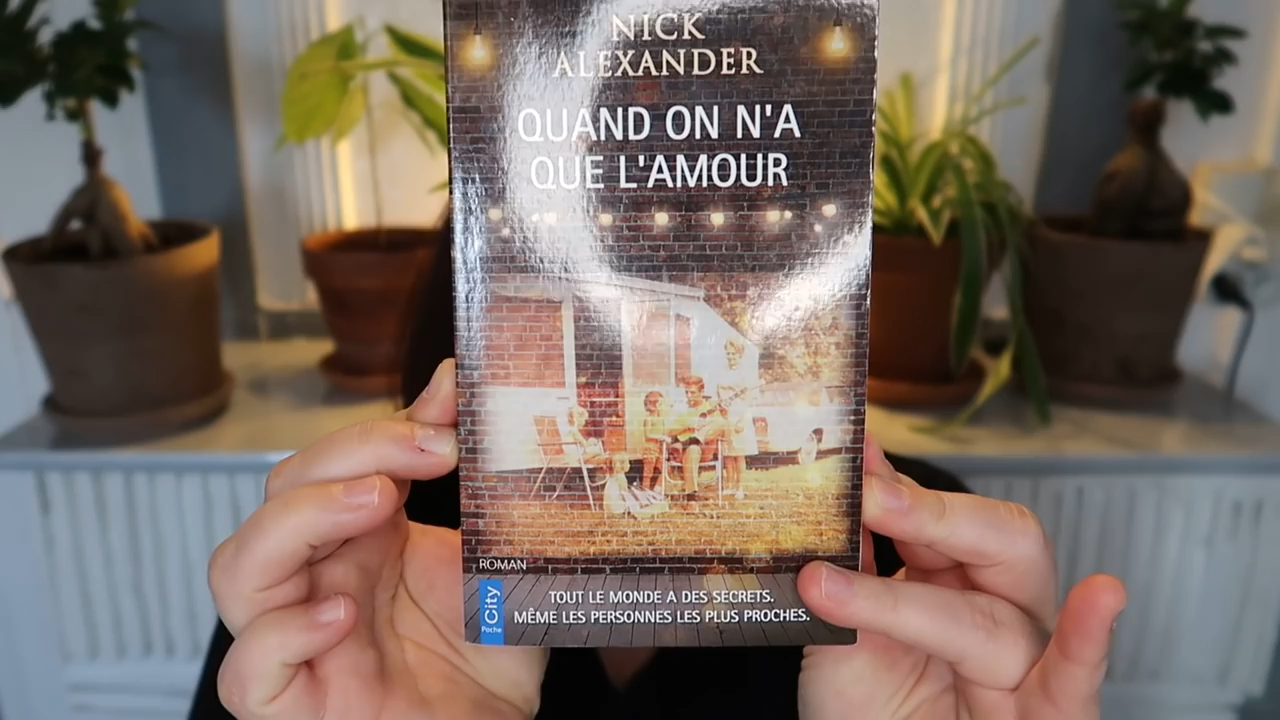 NICK
ALEXANDER
QUAND ON N'A
QUE L'AMOUR
ROMAN
City
Poche
TOUT LE MONDE A DES SECRETS.
MÊME LES PERSONNES LES PLUS PROCHES.